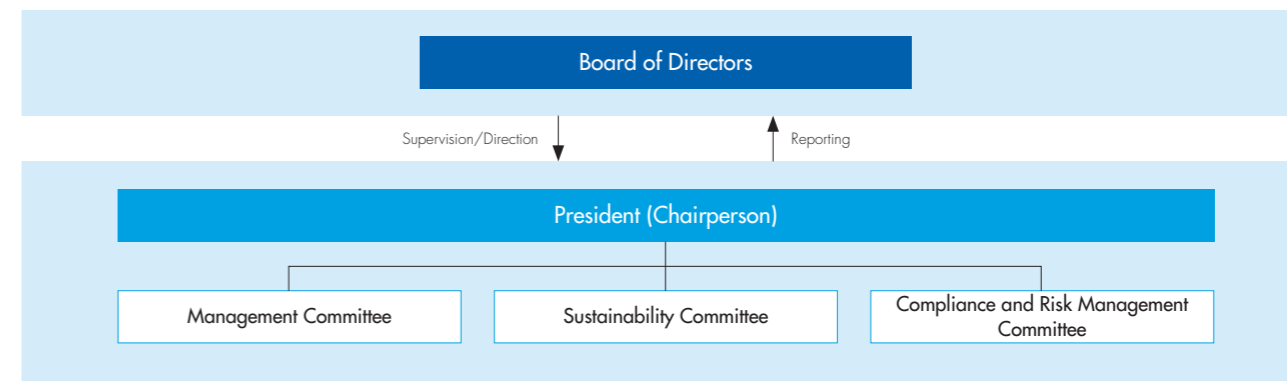 Board of Directors
Supervision/Direction
Reporting
President (Chairperson)
Management Committee
Sustainability Committee
Compliance and Risk Management
Committee